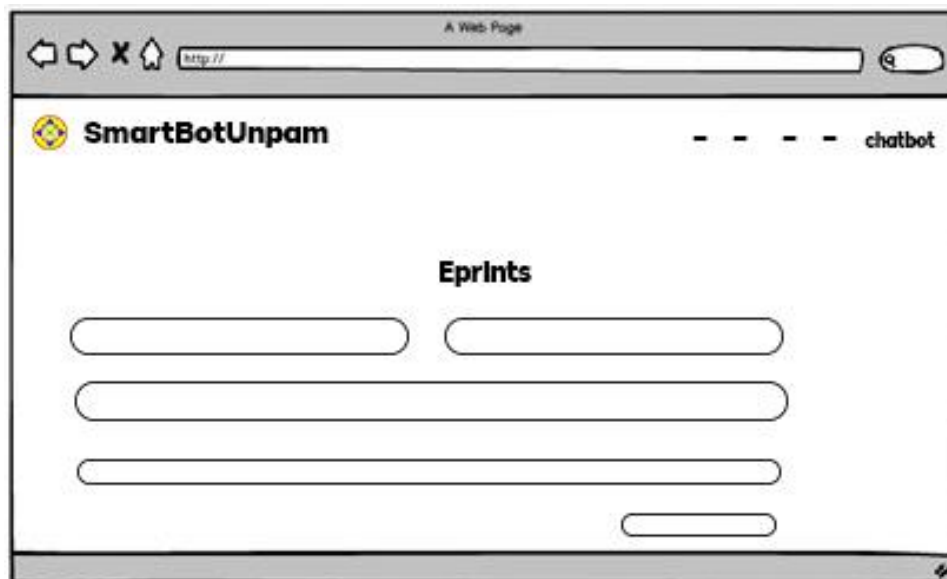 A Web Page
http://
SmartBotUnpam
- - - - chatbot
Eprints